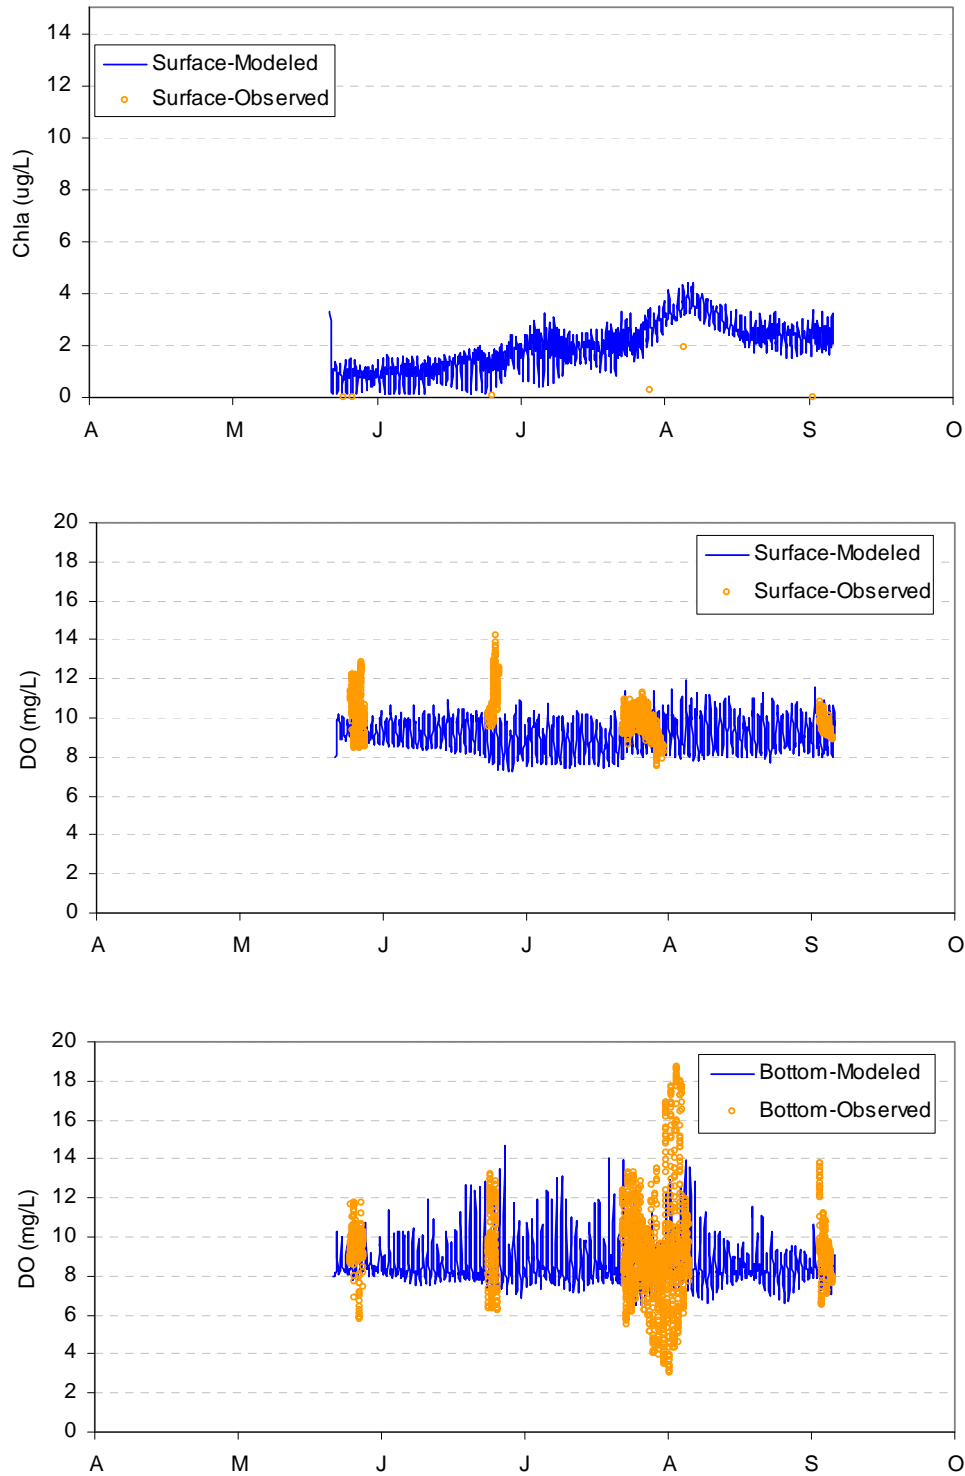 14
12
10
8
6
4
2
0
Chla (ug/L)
Surface-Modeled
Surface-Observed
A M J J A S O
20
18
16
14
12
10
8
6
4
2
0
DO (mg/L)
Surface-Modeled
Surface-Observed
A M J J A S O
20
18
16
14
12
10
8
6
4
2
0
DO (mg/L)
Bottom-Modeled
Bottom-Observed
A M J J A S O